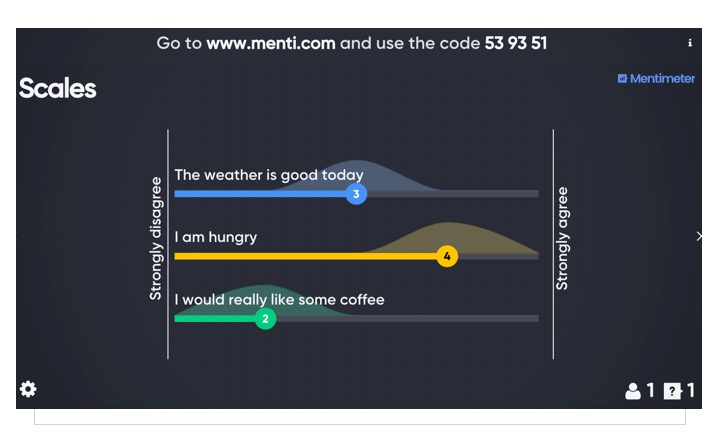 Go to www.menti.com and use the code 53 93 51
i
Mentimeter
Scales
Strongly disagree
The weather is good today
3
I am hungry
4
I would really like some coffee
2
Strongly agree
1
?
1